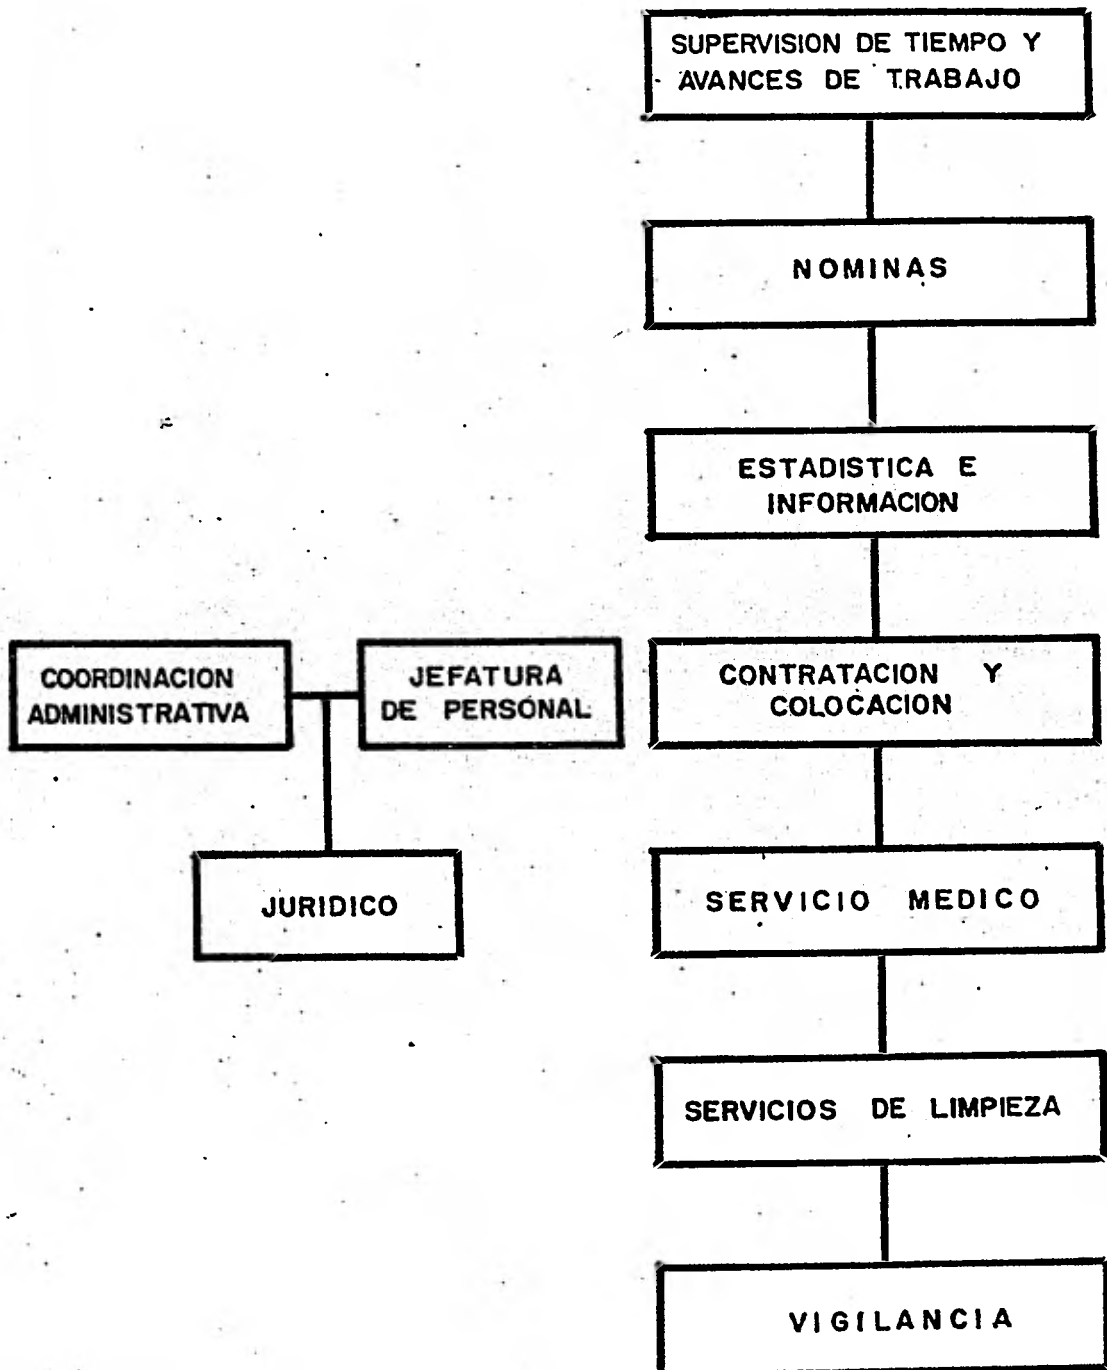 SUPERVISION DE TIEMPO Y
AVANCES DE TRABAJO
NOMINAS
ESTADISTICA E
INFORMACION
COORDINACION
ADMINISTRATIVA
JEFATURA
DE PERSONAL
CONTRATACION Y
COLOCACION
JURIDICO
SERVICIO MEDICO
SERVICIOS DE LIMPIEZA
VIGILANCIA